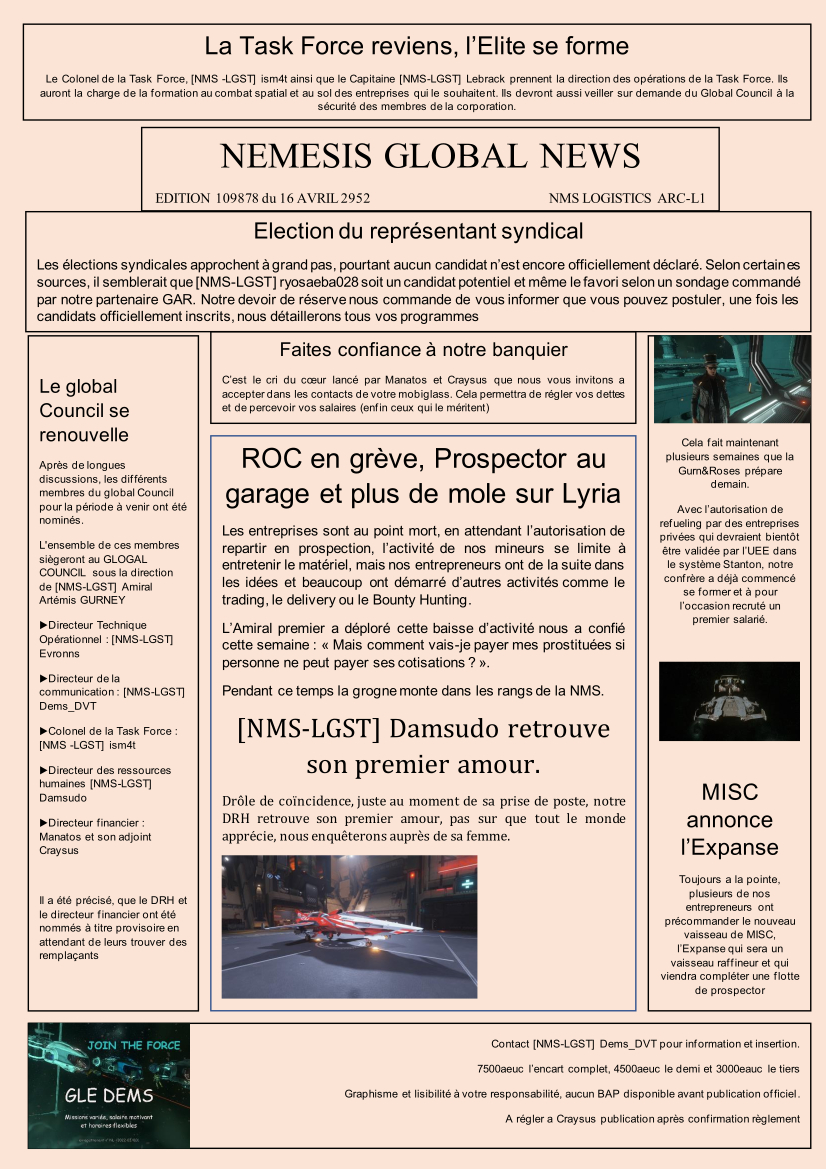 La Task Force reviens, l’Elite se forme
Le Colonel de la Task Force, [NMS -LGST] ism4t ainsi que le Capitaine [NMS-LGST] Lebrack prennent la direction des opérations de la Task Force. Ils
auront la charge de la formation au combat spatial et au sol des entreprises qui le souhaitent. Ils devront aussi veiller sur demande du Global Council à la
sécurité des membres de la corporation.
NEMESIS GLOBAL NEWS
EDITION 109878 du 16 AVRIL 2952 NMS LOGISTICS ARC-L1
Election du représentant syndical
Les élections syndicales approchent à grand pas, pourtant aucun candidat n’est encore officiellement déclaré. Selon certaines
sources, il semblerait que [NMS-LGST] ryosaeba028 soit un candidat potentiel et même le favori selon un sondage commandé
par notre partenaire GAR. Notre devoir de réserve nous commande de vous informer que vous pouvez postuler, une fois les
candidats officiellement inscrits, nous détaillerons tous vos programmes
Le global
Council se
renouvelle
Après de longues
discussions, les différents
membres du global Council
pour la période à venir ont été
nominés.
L'ensemble de ces membres
siègeront au GLOGAL
COUNCIL sous la direction
de [NMS-LGST] Amiral
Artémis GURNEY
▶Directeur Technique
Opérationnel : [NMS-LGST]
Evronns
▶Directeur de la
communication : [NMS-LGST]
Dems_DVT
▶Colonel de la Task Force :
[NMS -LGST] ism4t
▶Directeur des ressources
humaines [NMS-LGST]
Damsudo
▶Directeur financier :
Manatos et son adjoint
Craysus
Il a été précisé, que le DRH et
le directeur financier ont été
nommés à titre provisoire en
attendant de leurs trouver des
remplaçants
Faites confiance à notre banquier
C’est le cri du cœur lancé par Manatos et Craysus que nous vous invitons a
accepter dans les contacts de votre mobiglass. Cela permettra de régler vos dettes
et de percevoir vos salaires (enfin ceux qui le méritent)
ROC en grève, Prospector au
garage et plus de mole sur Lyria
Les entreprises sont au point mort, en attendant l’autorisation de
repartir en prospection, l’activité de nos mineurs se limite à
entretenir le matériel, mais nos entrepreneurs ont de la suite dans
les idées et beaucoup ont démarré d’autres activités comme le
trading, le delivery ou le Bounty Hunting.
L’Amiral premier a déploré cette baisse d’activité nous a confié
cette semaine : « Mais comment vais-je payer mes prostituées si
personne ne peut payer ses cotisations ? ».
Pendant ce temps la grogne monte dans les rangs de la NMS.
[NMS-LGST] Damsudo retrouve
son premier amour.
Drôle de coïncidence, juste au moment de sa prise de poste, notre
DRH retrouve son premier amour, pas sur que tout le monde
apprécie, nous enquêterons auprès de sa femme.
Cela fait maintenant
plusieurs semaines que la
Gurn&Roses prépare
demain.
Avec l’autorisation de
refueling par des entreprises
privées qui devraient bientôt
être validée par l’UEE dans
le système Stanton, notre
confrère a déjà commencé
se former et à pour
l’occasion recruté un
premier salarié.
MISC
annonce
l’Expanse
Toujours a la pointe,
plusieurs de nos
entrepreneurs ont
précommander le nouveau
vaisseau de MISC,
l’Expanse qui sera un
vaisseau raffineur et qui
viendra compléter une flotte
de prospector
JOIN THE FORCE
GLE DEMS
Missions variée, salaire motivant
et horaires flexibles
Contact [NMS-LGST] Dems_DVT pour information et insertion.
7500aeuc l’encart complet, 4500aeuc le demi et 3000eauc le tiers
Graphisme et lisibilité à votre responsabilité, aucun BAP disponible avant publication officiel.
A régler a Craysus publication après confirmation règlement